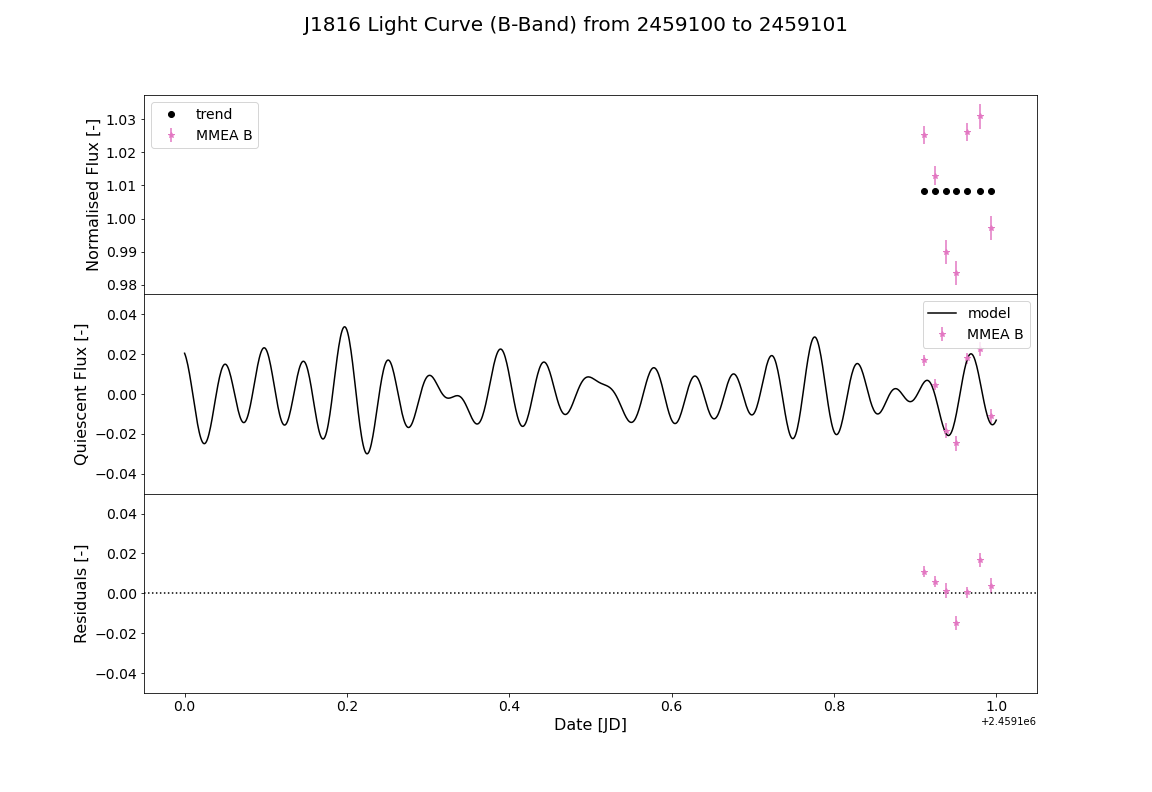 J1816 Light Curve (B-Band) from 2459100 to 2459101
Normalised Flux [-]
1.03
1.02
1.01
1.00
0.99
0.98
trend
MMEA B
Quiescent Flux [-]
0.04
0.02
0.00
−0.02
−0.04
model
MMEA B
Residuals [-]
0.04
0.02
0.00
−0.02
−0.04
0.0 0.2 0.4 0.6 0.8 1.0
+2.4591e6
Date [JD]